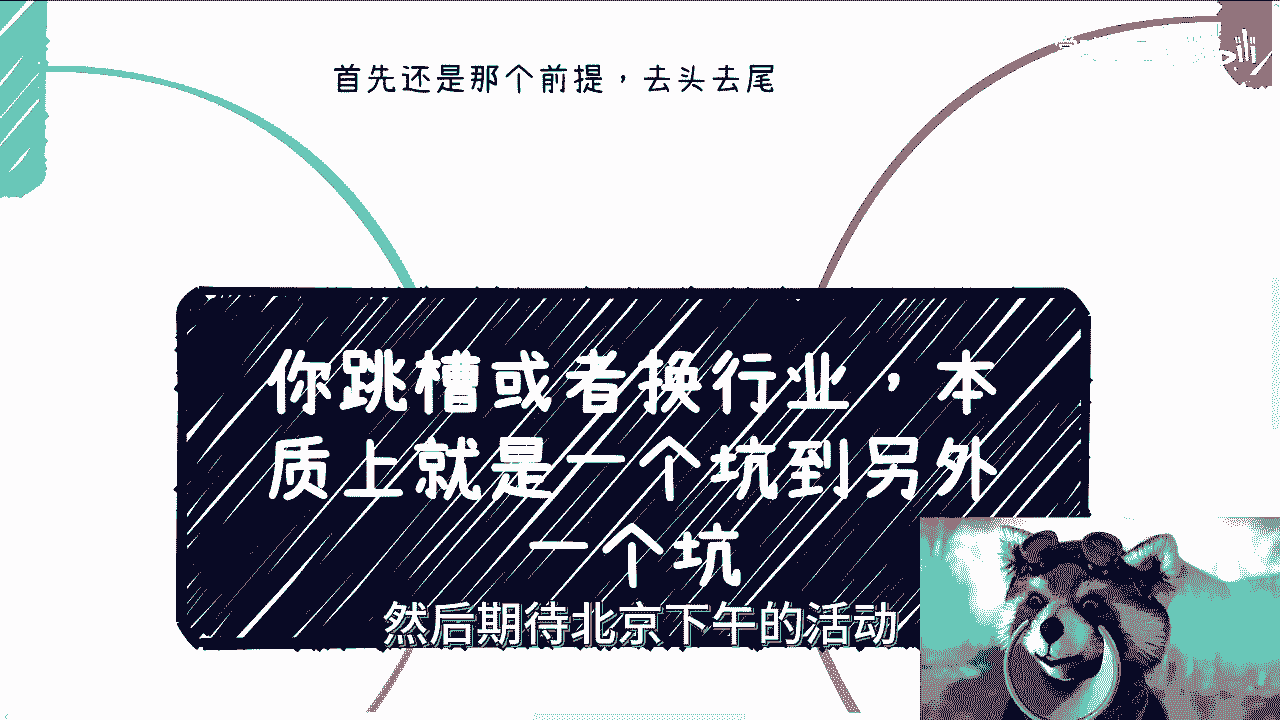 首先还是那个前提，去头去尾
你跳槽或者换行业，本
质上就是一个坑到另外
一个坑
然后期待北京下午的活动